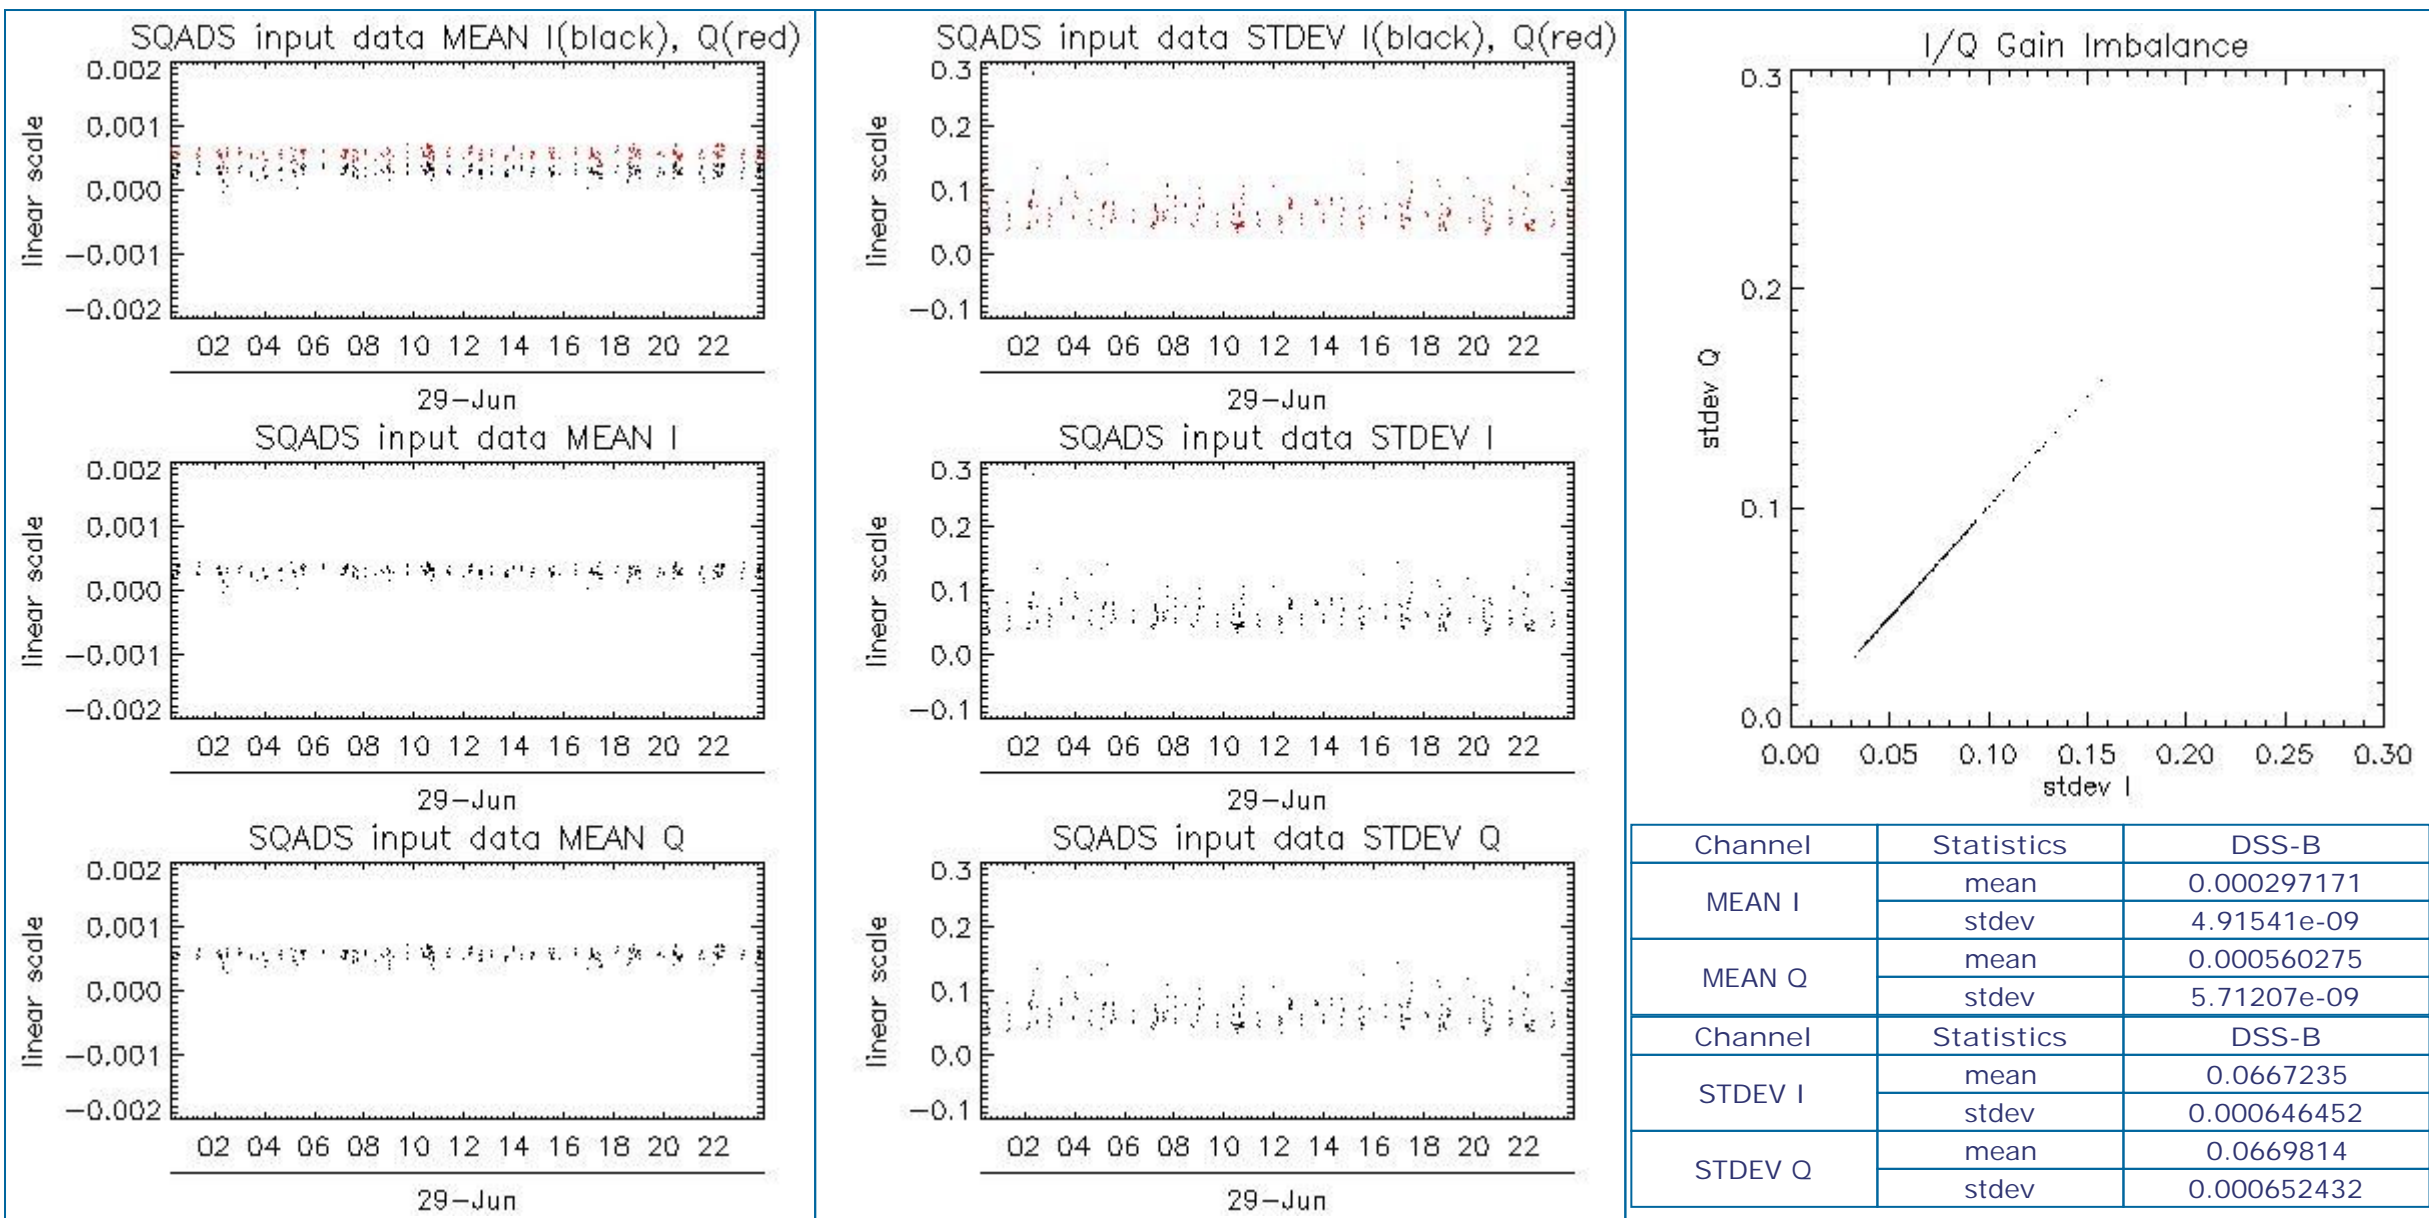 SQADS input data MEAN I(black), Q(red)
linear scale
0.002
0.001
0.000
-0.001
-0.002
02 04 06 08 10 12 14 16 18 20 22
29-Jun
SQADS input data MEAN I
linear scale
0.002
0.001
0.000
-0.001
-0.002
02 04 06 08 10 12 14 16 18 20 22
29-Jun
SQADS input data MEAN Q
linear scale
0.002
0.001
0.000
-0.001
-0.002
02 04 06 08 10 12 14 16 18 20 22
29-Jun
SQADS input data STDEV I(black), Q(red)
linear scale
0.3
0.2
0.1
0.0
-0.1
02 04 06 08 10 12 14 16 18 20 22
29-Jun
SQADS input data STDEV I
linear scale
0.3
0.2
0.1
0.0
-0.1
02 04 06 08 10 12 14 16 18 20 22
29-Jun
SQADS input data STDEV Q
linear scale
0.3
0.2
0.1
0.0
-0.1
02 04 06 08 10 12 14 16 18 20 22
29-Jun
I/Q Gain Imbalance
stdev Q
0.3
0.2
0.1
0.0
0.00 0.05 0.10 0.15 0.20 0.25 0.30
stdev I
Channel Statistics DSS-B
MEAN I mean 0.000297171
stdev 4.91541e-09
MEAN Q mean 0.000560275
stdev 5.71207e-09
Channel Statistics DSS-B
STDEV I mean 0.0667235
stdev 0.000646452
STDEV Q mean 0.0669814
stdev 0.000652432